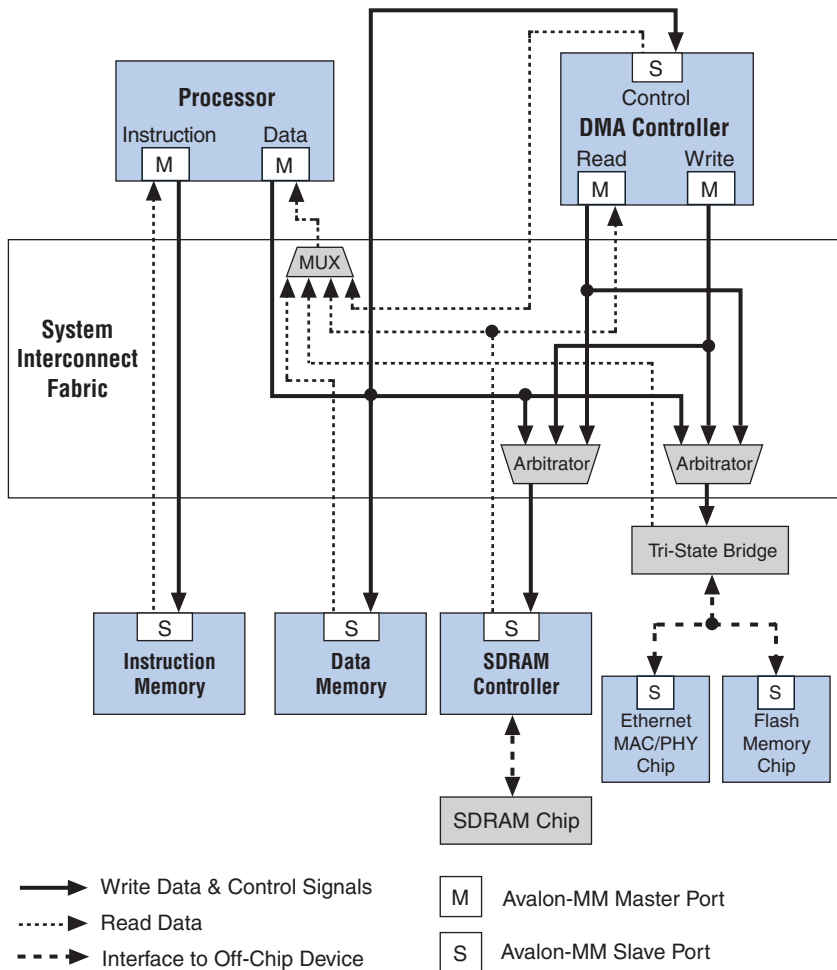 S
Control
DMA Controller
Read
Write
M
M
Processor
Instruction
Data
M
M
MUX
System
Interconnect
Fabric
Arbitrator
Arbitrator
Tri-State Bridge
S
Instruction
Memory
S
Data
Memory
S
SDRAM
Controller
S
Ethernet
MAC/PHY
Chip
S
Flash
Memory
Chip
SDRAM Chip
Write Data & Control Signals
Read Data
Interface to Off-Chip Device
M
Avalon-MM Master Port
S
Avalon-MM Slave Port